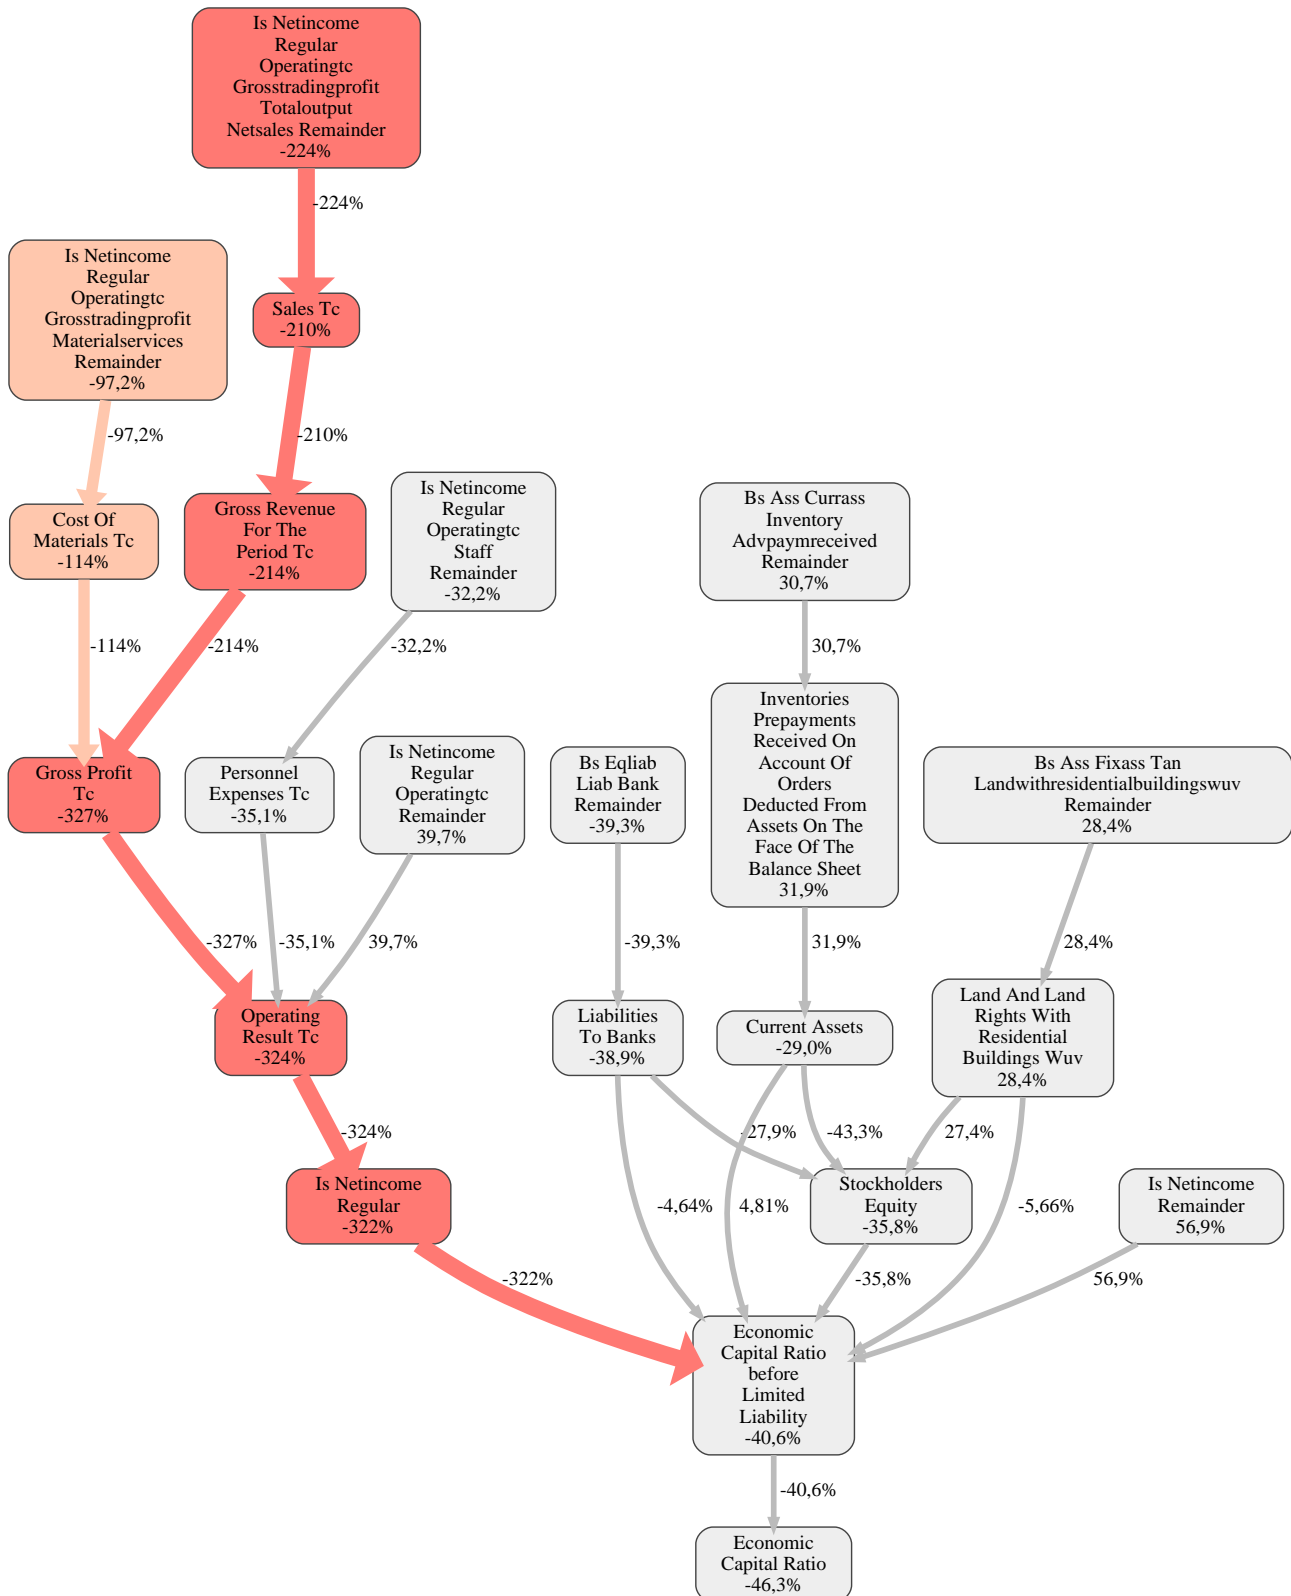 Is Netincome
Regular
Operatingtc
Grosstradingprofit
Totaloutput
Netsales Remainder
-224%
-224%
Is Netincome
Regular
Operatingtc
Grosstradingprofit
Materialservices
Remainder
-97,2%
Sales Tc
-210%
-97,2%
-210%
Is Netincome
Regular
Operatingtc
Staff
Remainder
-32,2%
Bs Ass Currass
Inventory
Advpaymreceived
Remainder
30,7%
Cost Of
Materials Tc
-114%
Gross Revenue
For The
Period Tc
-214%
-114%
-214%
-32,2%
30,7%
Inventories
Prepayments
Received On
Account Of
Orders
Deducted From
Assets On The
Face Of The
Balance Sheet
31,9%
Gross Profit
Tc
-327%
Personnel
Expenses Tc
-35,1%
Is Netincome
Regular
Operatingtc
Remainder
39,7%
Bs Eqliab
Liab Bank
Remainder
-39,3%
Bs Ass Fixass Tan
Landwithresidentialbuildingswuv
Remainder
28,4%
-327%
-35,1%
39,7%
-39,3%
31,9%
28,4%
Operating
Result Tc
-324%
Liabilities
To Banks
-38,9%
Current Assets
-29,0%
Land And Land
Rights With
Residential
Buildings Wuv
28,4%
-324%
-27,9%
-43,3%
27,4%
Is Netincome
Regular
-322%
-4,64%
4,81%
Stockholders
Equity
-35,8%
-5,66%
Is Netincome
Remainder
56,9%
-322%
-35,8%
56,9%
Economic
Capital Ratio
before
Limited
Liability
-40,6%
-40,6%
Economic
Capital Ratio
-46,3%